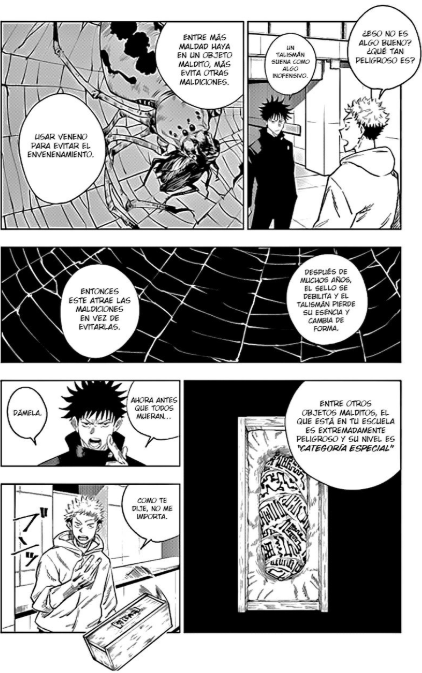 ¿ESO NO ES
ALGO BUENO?
¿QUÉ TAN
PELIGROSO ES?
UN
TALISMÁN
SUENA COMO
ALGO
INOFENSIVO.
ENTRE MÁS
MALDAD HAYA
EN UN OBJETO
MALDITO, MÁS
EVITA OTRAS
MALDICIONES.
USAR VENENO
PARA EVITAR EL
ENVENENAMIENTO.
DESPUÉS DE
MUCHOS AÑOS,
EL SELLO SE
DEBILITA Y EL
TALISMÁN PIERDE
SU ESENCIA Y
CAMBIA DE
FORMA.
ENTONCES
ESTE ATRAE LAS
MALDICIONES
EN VEZ DE
EVITARLAS.
ENTRE OTROS
OBJETOS MALDITOS, EL
QUE ESTÁ EN TU ESCUELA
ES EXTREMADAMENTE
PELIGROSO Y SU NIVEL ES
"CATEGORÍA ESPECIAL"
AHORA ANTES
QUE TODOS
MUERAN...
DÁMELA.
COMO TE
DIJE, NO ME
IMPORTA.